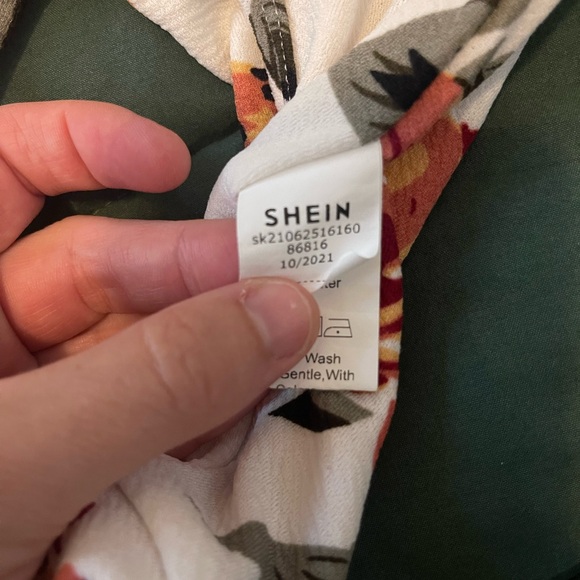 SHEIN
sk21062516160
86816
10/2021
Wash
Gentle,With